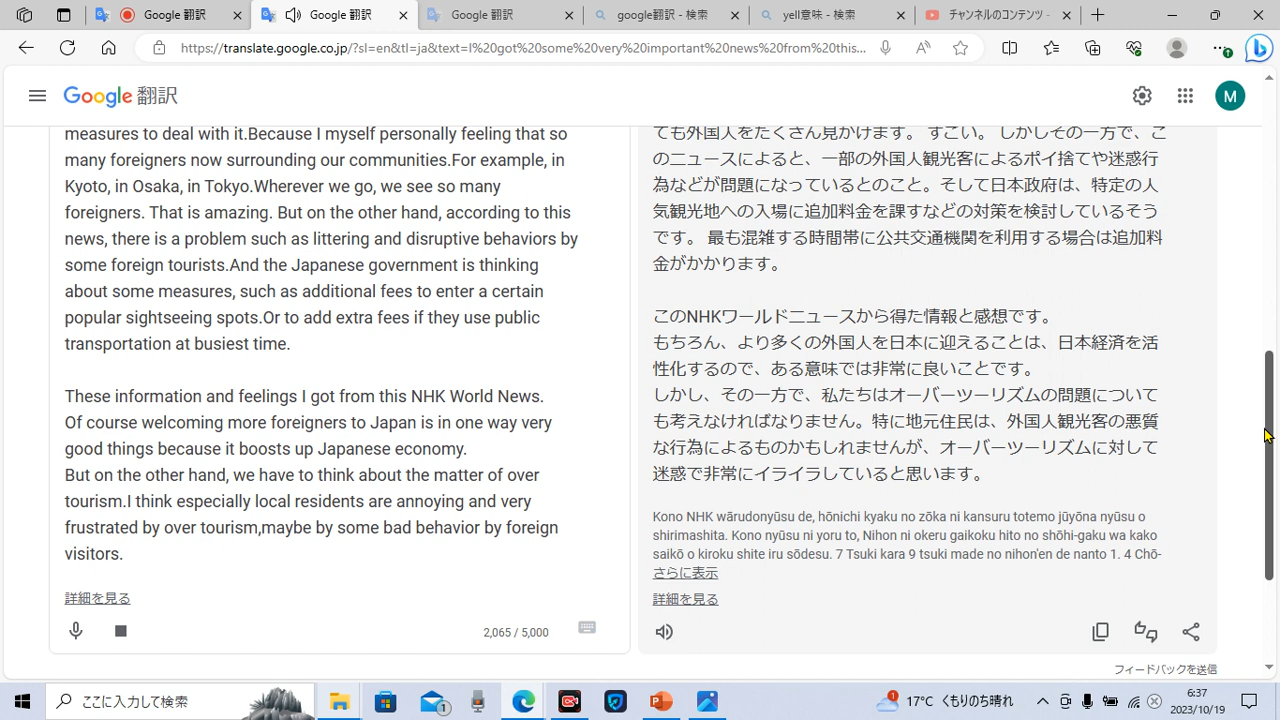 Google 翻訳
Google 翻訳
Google 翻訳
google翻訳 - 検索
yell意味 - 検索
チャンネルのコンテンツ -
https://translate.google.co.jp/?sl=en&tl=ja&text=I%20got%20some%20very%20important%20news%20from%20this...
Google 翻訳
M
measures to deal with it.Because I myself personally feeling that so
many foreigners now surrounding our communities.For example, in
Kyoto, in Osaka, in Tokyo.Wherever we go, we see so many
foreigners. That is amazing. But on the other hand, according to this
news, there is a problem such as littering and disruptive behaviors by
some foreign tourists.And the Japanese government is thinking
about some measures, such as additional fees to enter a certain
popular sightseeing spots.Or to add extra fees if they use public
transportation at busiest time.
These information and feelings I got from this NHK World News.
Of course welcoming more foreigners to Japan is in one way very
good things because it boosts up Japanese economy.
But on the other hand, we have to think about the matter of over
tourism.I think especially local residents are annoying and very
frustrated by over tourism,maybe by some bad behavior by foreign
visitors.
詳細を見る
2,065 / 5,000
ても外国人をたくさん見かけます。 すごい。 しかしその一方で、こ
のニュースによると、一部の外国人観光客によるポイ捨てや迷惑行
為などが問題になっているとのこと。そして日本政府は、特定の人
気観光地への入場に追加料金を課すなどの対策を検討しているそう
です。 最も混雑する時間帯に公共交通機関を利用する場合は追加料
金がかかります。
このNHKワールドニュースから得た情報と感想です。
もちろん、より多くの外国人を日本に迎えることは、日本経済を活
性化するので、ある意味では非常に良いことです。
しかし、その一方で、私たちはオーバーツーリズムの問題について
も考えなければなりません。特に地元住民は、外国人観光客の悪質
な行為によるものかもしれませんが、オーバーツーリズムに対して
迷惑で非常にイライラしていると思います。
Kono NHK wārudonyūsu de, hōnichi kyaku no zōka ni kansuru totemo jūyōna nyūsu o
shirimashita. Kono nyūsu ni yoru to, Nihon ni okeru gaikoku hito no shōhi-gaku wa kako
saikō o kiroku shite iru sōdesu. 7 Tsuki kara 9 tsuki made no nihon'en de nanto 1. 4 Chō-
さらに表示
詳細を見る
フィードバックを送信
ここに入力して検索
1
1
17°C くもりのち晴れ
6:37
2023/10/19